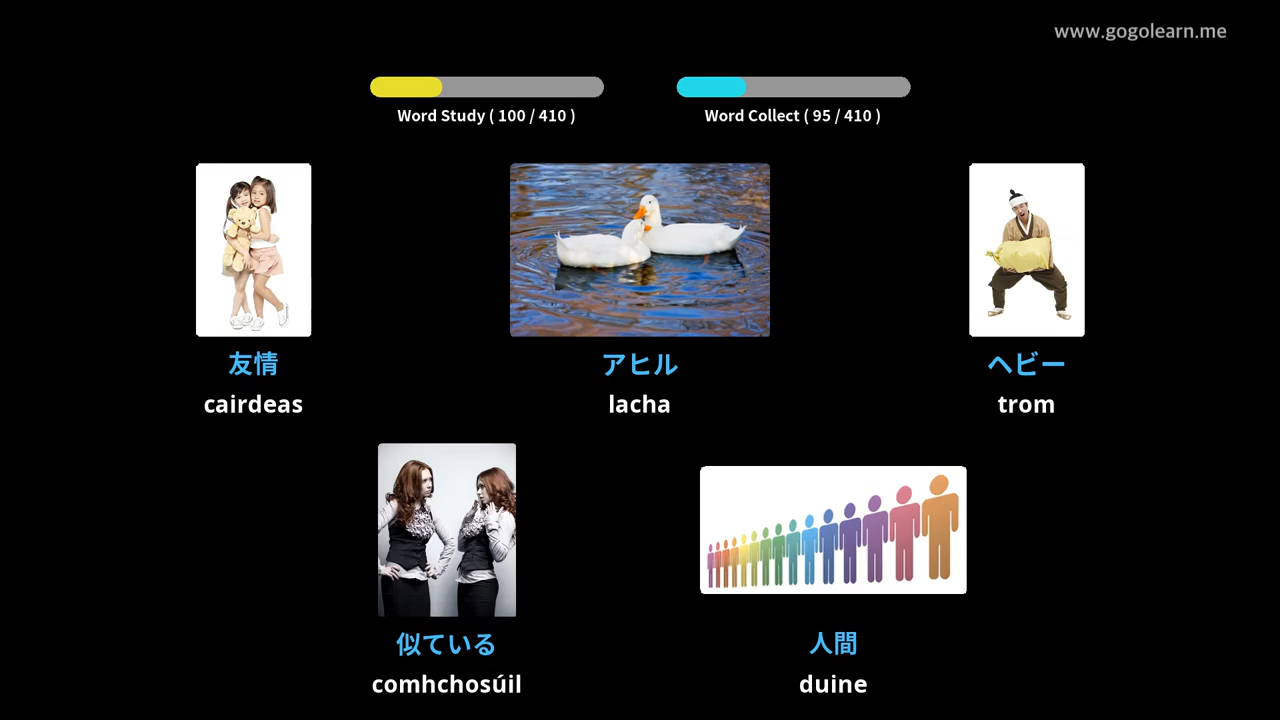 www.gogolearn.me
Word Study ( 100 / 410 )
Word Collect ( 95 / 410 )
友情
cairdeas
アヒル
lacha
ヘビー
trom
似ている
comhchosúil
人間
duine